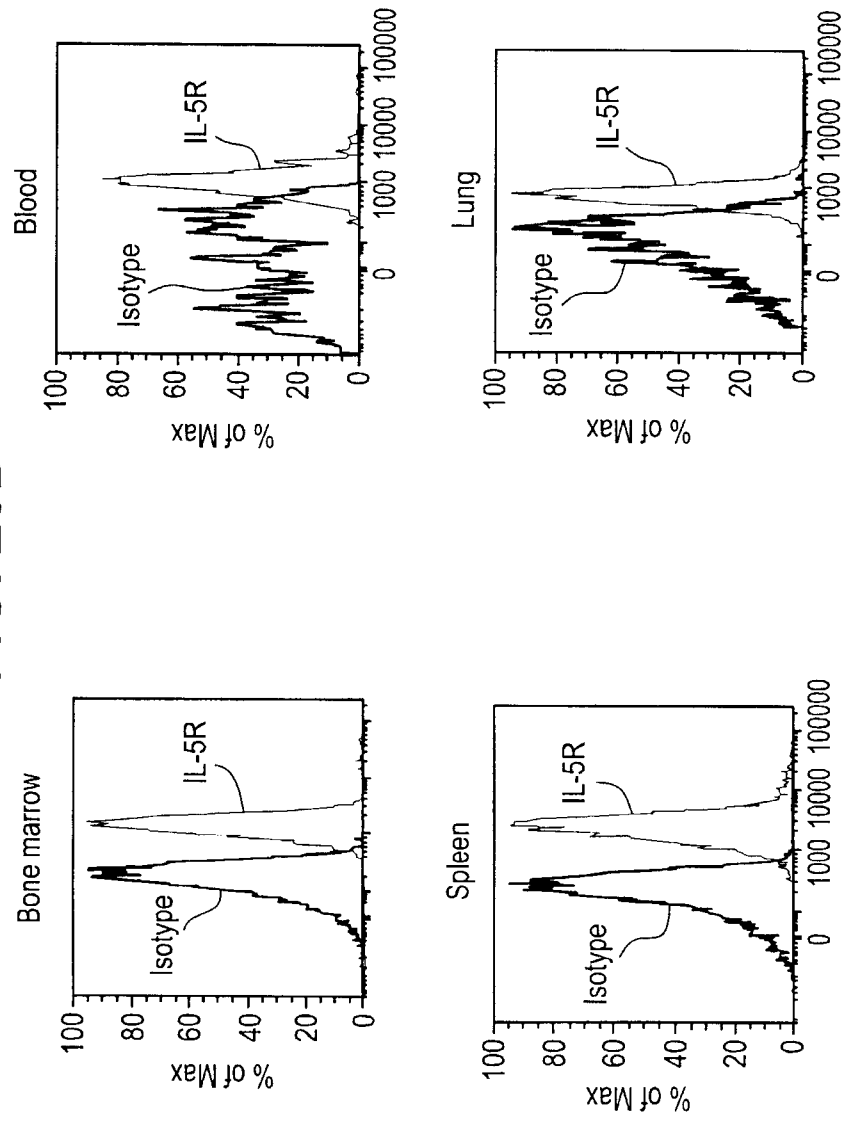 Bone marrow
% of Max
100
80
60
40
20
0
Isotype
IL-5R
Blood
% of Max
100
80
60
40
20
0
0
1000
10000
100000
Isotype
IL-5R
Spleen
% of Max
100
80
60
40
20
0
0
1000
10000
100000
Isotype
IL-5R
Lung
% of Max
100
80
60
40
20
0
0
1000
10000
100000
Isotype
IL-5R